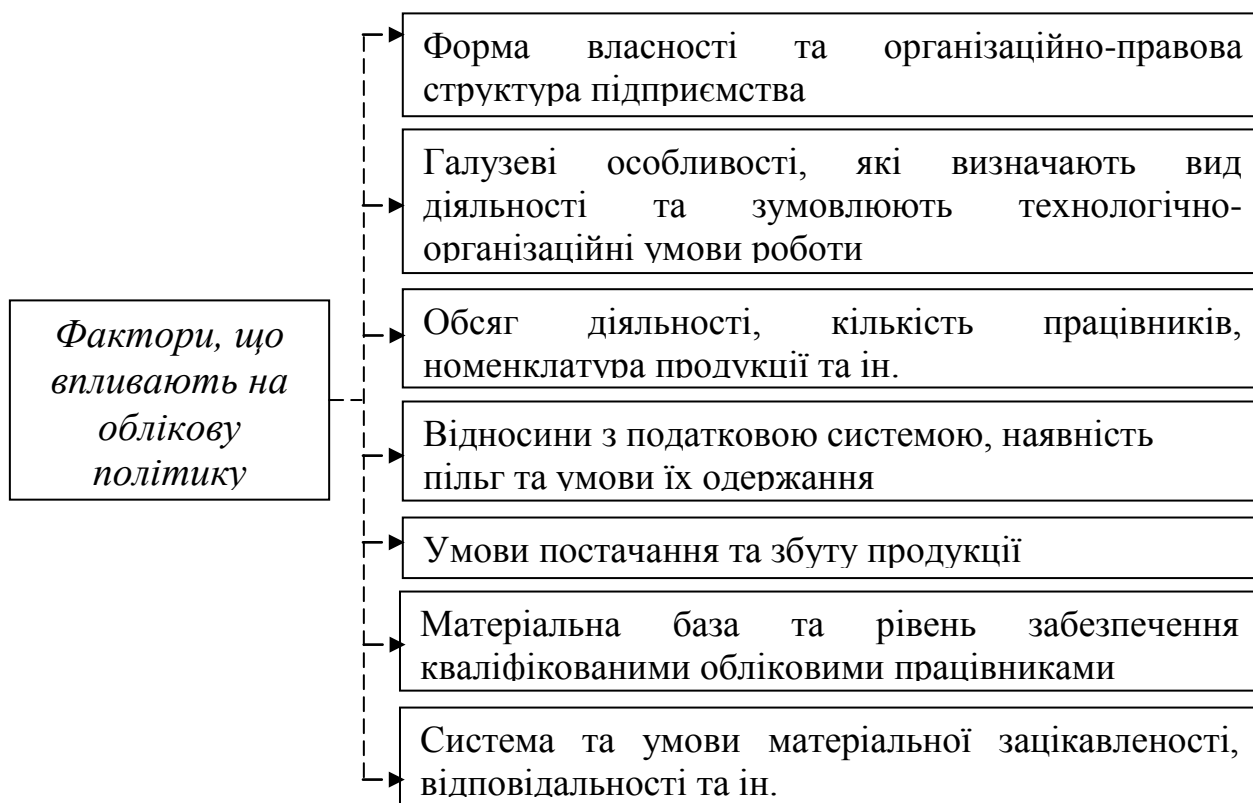 Форма власності та організаційно-правова
структура підприємства
Галузеві особливості, які визначають вид
діяльності та зумовлюють технологічно-
організаційні умови роботи
Фактори, що
впливають на
облікову
політику
Обсяг діяльності, кількість працівників,
номенклатура продукції та ін.
Відносини з податковою системою, наявність
пільг та умови їх одержання
Умови постачання та збуту продукції
Матеріальна база та рівень забезпечення
кваліфікованими обліковими працівниками
Система та умови матеріальної зацікавленості,
відповідальності та ін.